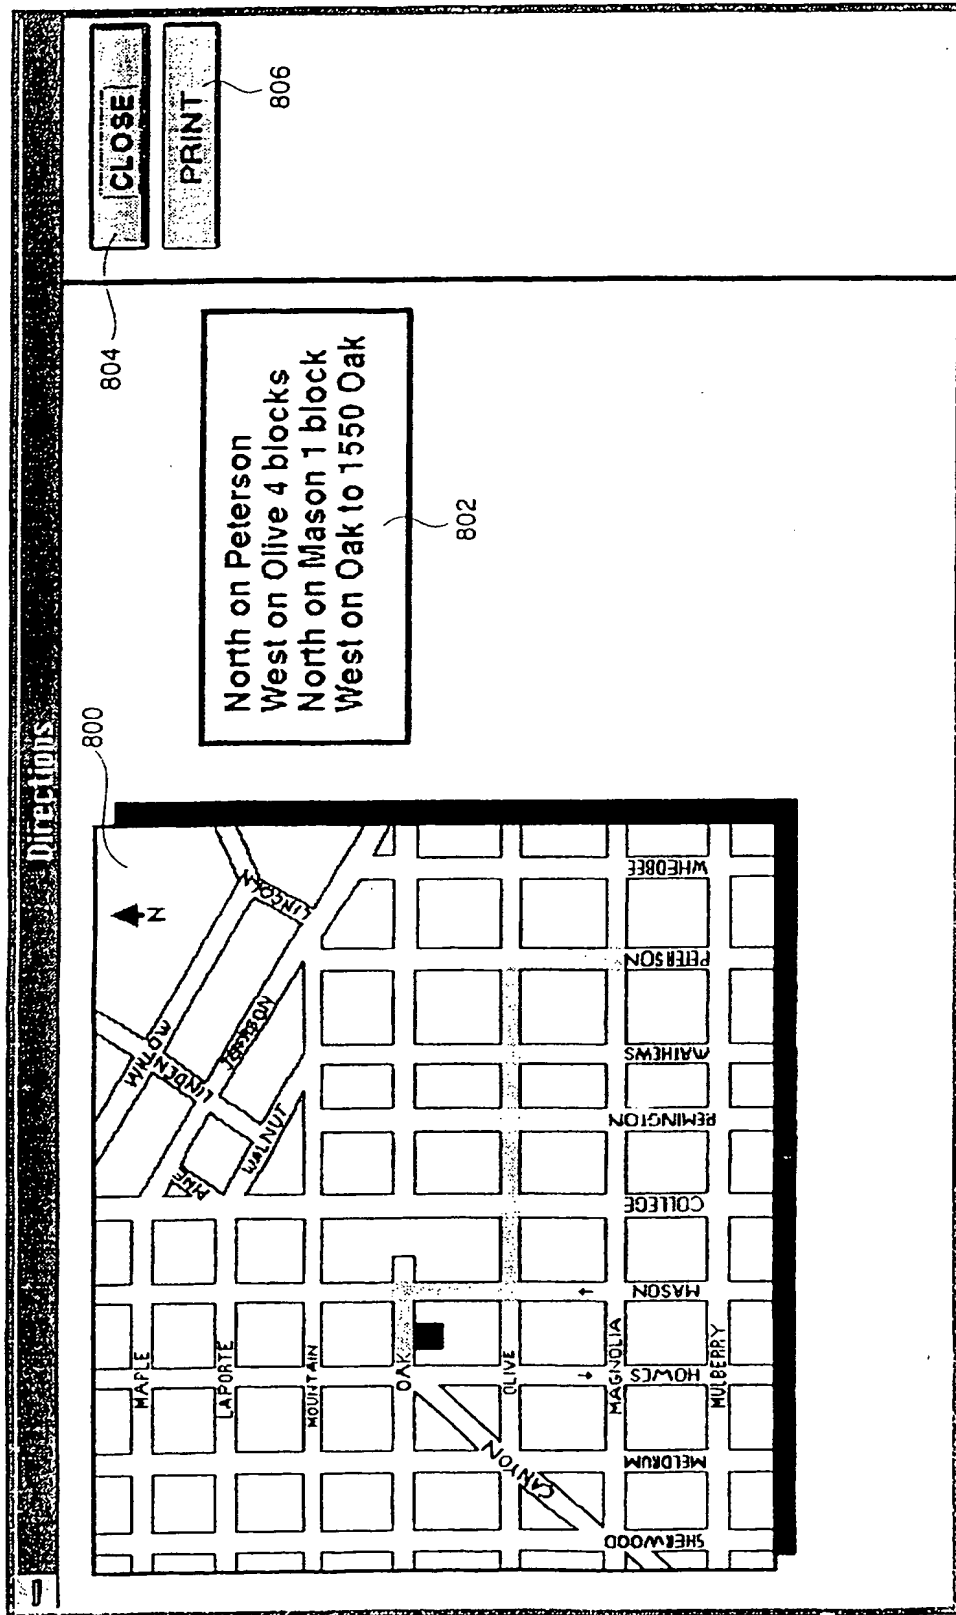 Directions
CLOSE
PRINT
804
806
North on Peterson
West on Olive 4 blocks
North on Mason 1 block
West on Oak to 1550 Oak
802
800
N
LINCOLN
JEFFERSON
LINDEN
WALNUT
PINE
MAPLE
LAPORTE
MOUNTAIN
OAK
OLIVE
MAGNOLIA
MULBERRY
CANYON
SHERWOOD
MELDRUM
HOWES
MASON
COLLEGE
REMINGTON
MATHEWS
PETERSON
WHEDBEE